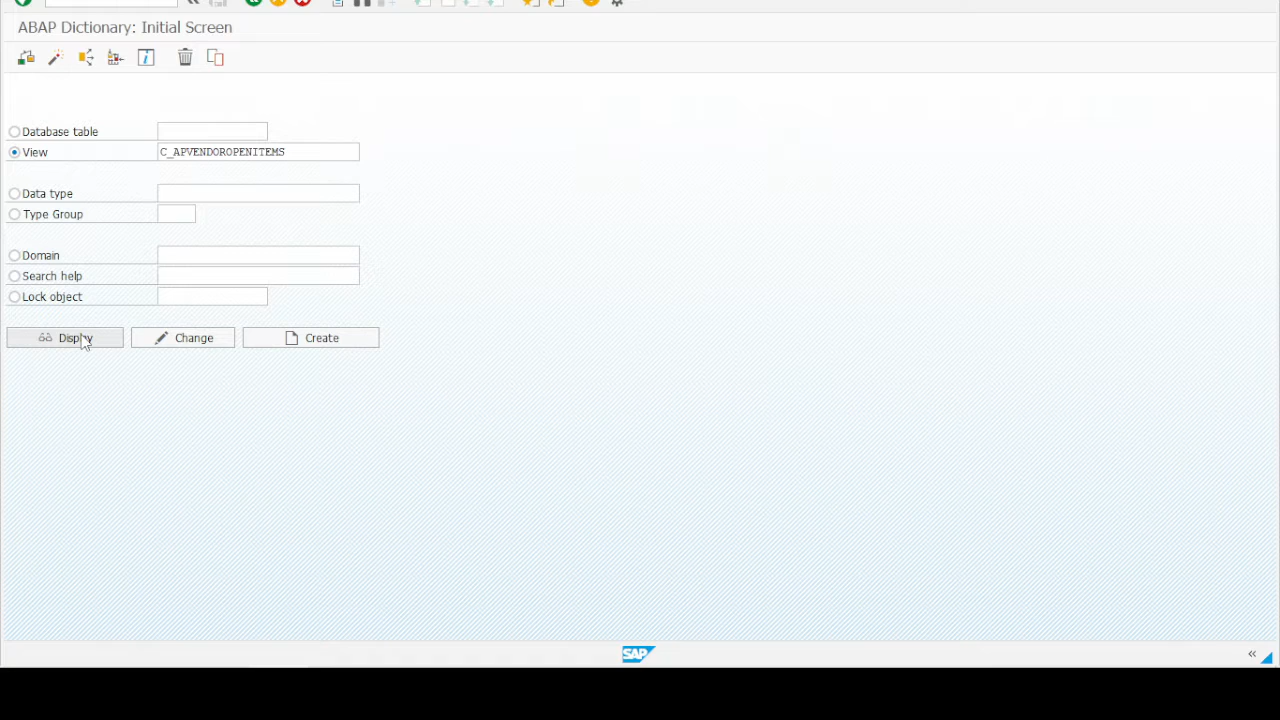 ABAP Dictionary: Initial Screen
Database table
View C_APVENDOROPENITEMS
Data type
Type Group
Domain
Search help
Lock object
Display Change Create
SAP